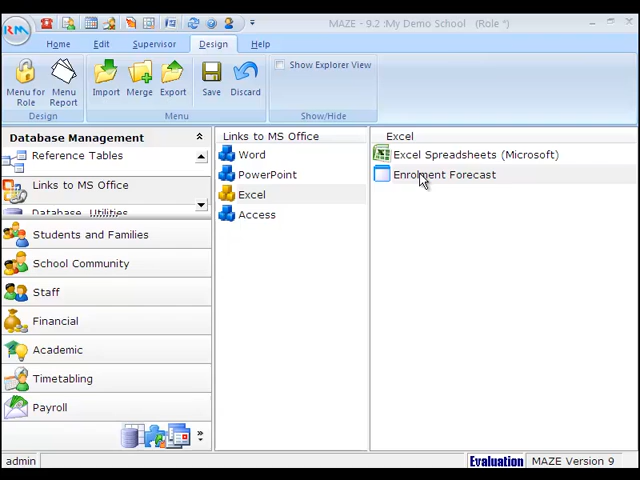 MAZE - 9.2 :My Demo School (Role *)
RM
Home Edit Supervisor Design Help
Menu for Role
Menu Report
Import Merge Export
Save Discard
Show Explorer View
Design Menu Show/Hide
Database Management
Reference Tables
Links to MS Office
Database Utilities
Students and Families
School Community
Staff
Financial
Academic
Timetabling
Payroll
Links to MS Office
Word
PowerPoint
Excel
Access
Excel
Excel Spreadsheets (Microsoft)
Enrolment Forecast
admin
Evaluation
MAZE Version 9